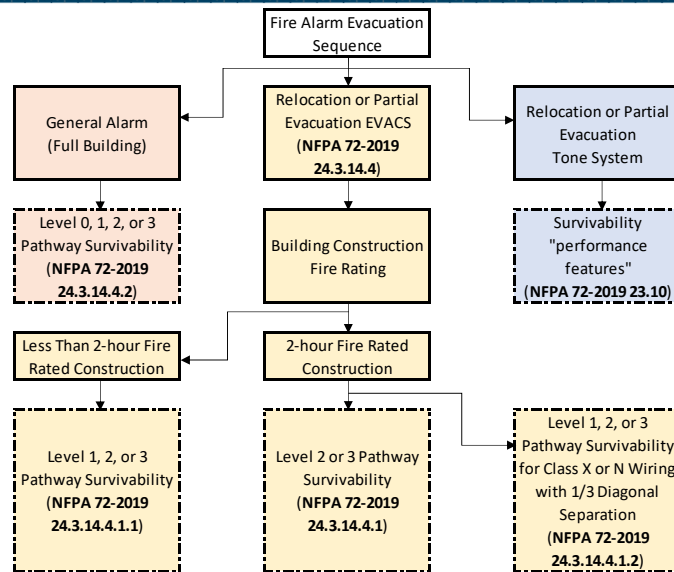 Fire Alarm Evacuation
Sequence
General Alarm
(Full Building)
Relocation or Partial
Evacuation EVACS
(NFPA 72-2019
24.3.14.4)
Relocation or Partial
Evacuation
Tone System
Level 0, 1, 2, or 3
Pathway Survivability
(NFPA 72-2019
24.3.14.4.2)
Building Construction
Fire Rating
Survivability
"performance
features"
(NFPA 72-2019 23.10)
Less Than 2-hour Fire
Rated Construction
2-hour Fire Rated
Construction
Level 1, 2, or 3
Pathway Survivability
(NFPA 72-2019
24.3.14.4.1.1)
Level 2 or 3 Pathway
Survivability
(NFPA 72-2019
24.3.14.4.1)
Level 1, 2, or 3
Pathway Survivability
for Class X or N Wiring
with 1/3 Diagonal
Separation
(NFPA 72-2019
24.3.14.4.1.2)